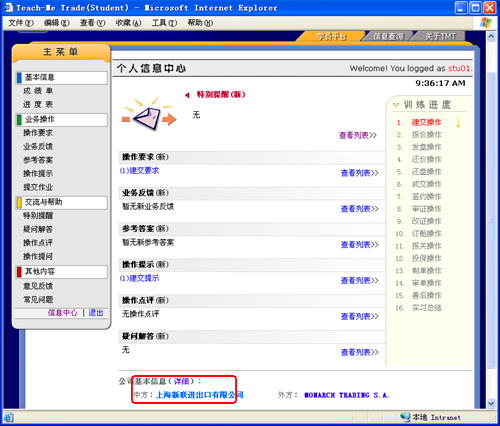 Teach-Me Trade(Student) - Microsoft Internet Explorer
文件(F) 编辑(E) 查看(V) 收藏(A) 工具(T) 帮助(H)
学员平台 信息查询 关于TMT
主菜单
基本信息
成绩单
进度表
业务操作
操作要求
业务反馈
参考答案
操作提示
提交作业
交流与帮助
特别提醒
疑问解答
操作点评
操作提问
其他内容
意见反馈
常见问题
信息中心 | 退出
个人信息中心
Welcome! You logged as stu01.
9:36:17 AM
特别提醒(新)
无
查看列表>>
操作要求(新)
(1)建交要求
查看列表>>
业务反馈(新)
暂无新业务反馈
查看列表>>
参考答案(新)
暂无新参考答案
查看列表>>
操作提示(新)
(1)建交提示
查看列表>>
操作点评(新)
无操作点评
查看列表>>
疑问解答(新)
无
查看列表>>
训练进度
1. 建交操作
2. 报价操作
3. 发盘操作
4. 还价操作
5. 还盘操作
6. 成交操作
7. 签约操作
8. 审证操作
9. 改证操作
10. 订舱操作
11. 报关操作
12. 投保操作
13. 制单操作
14. 审单操作
15. 善后操作
16. 实习总结
公司基本信息(详细):
中方:上海新联进出口有限公司 外方: MONARCH TRADING S.A.
本地 Intranet